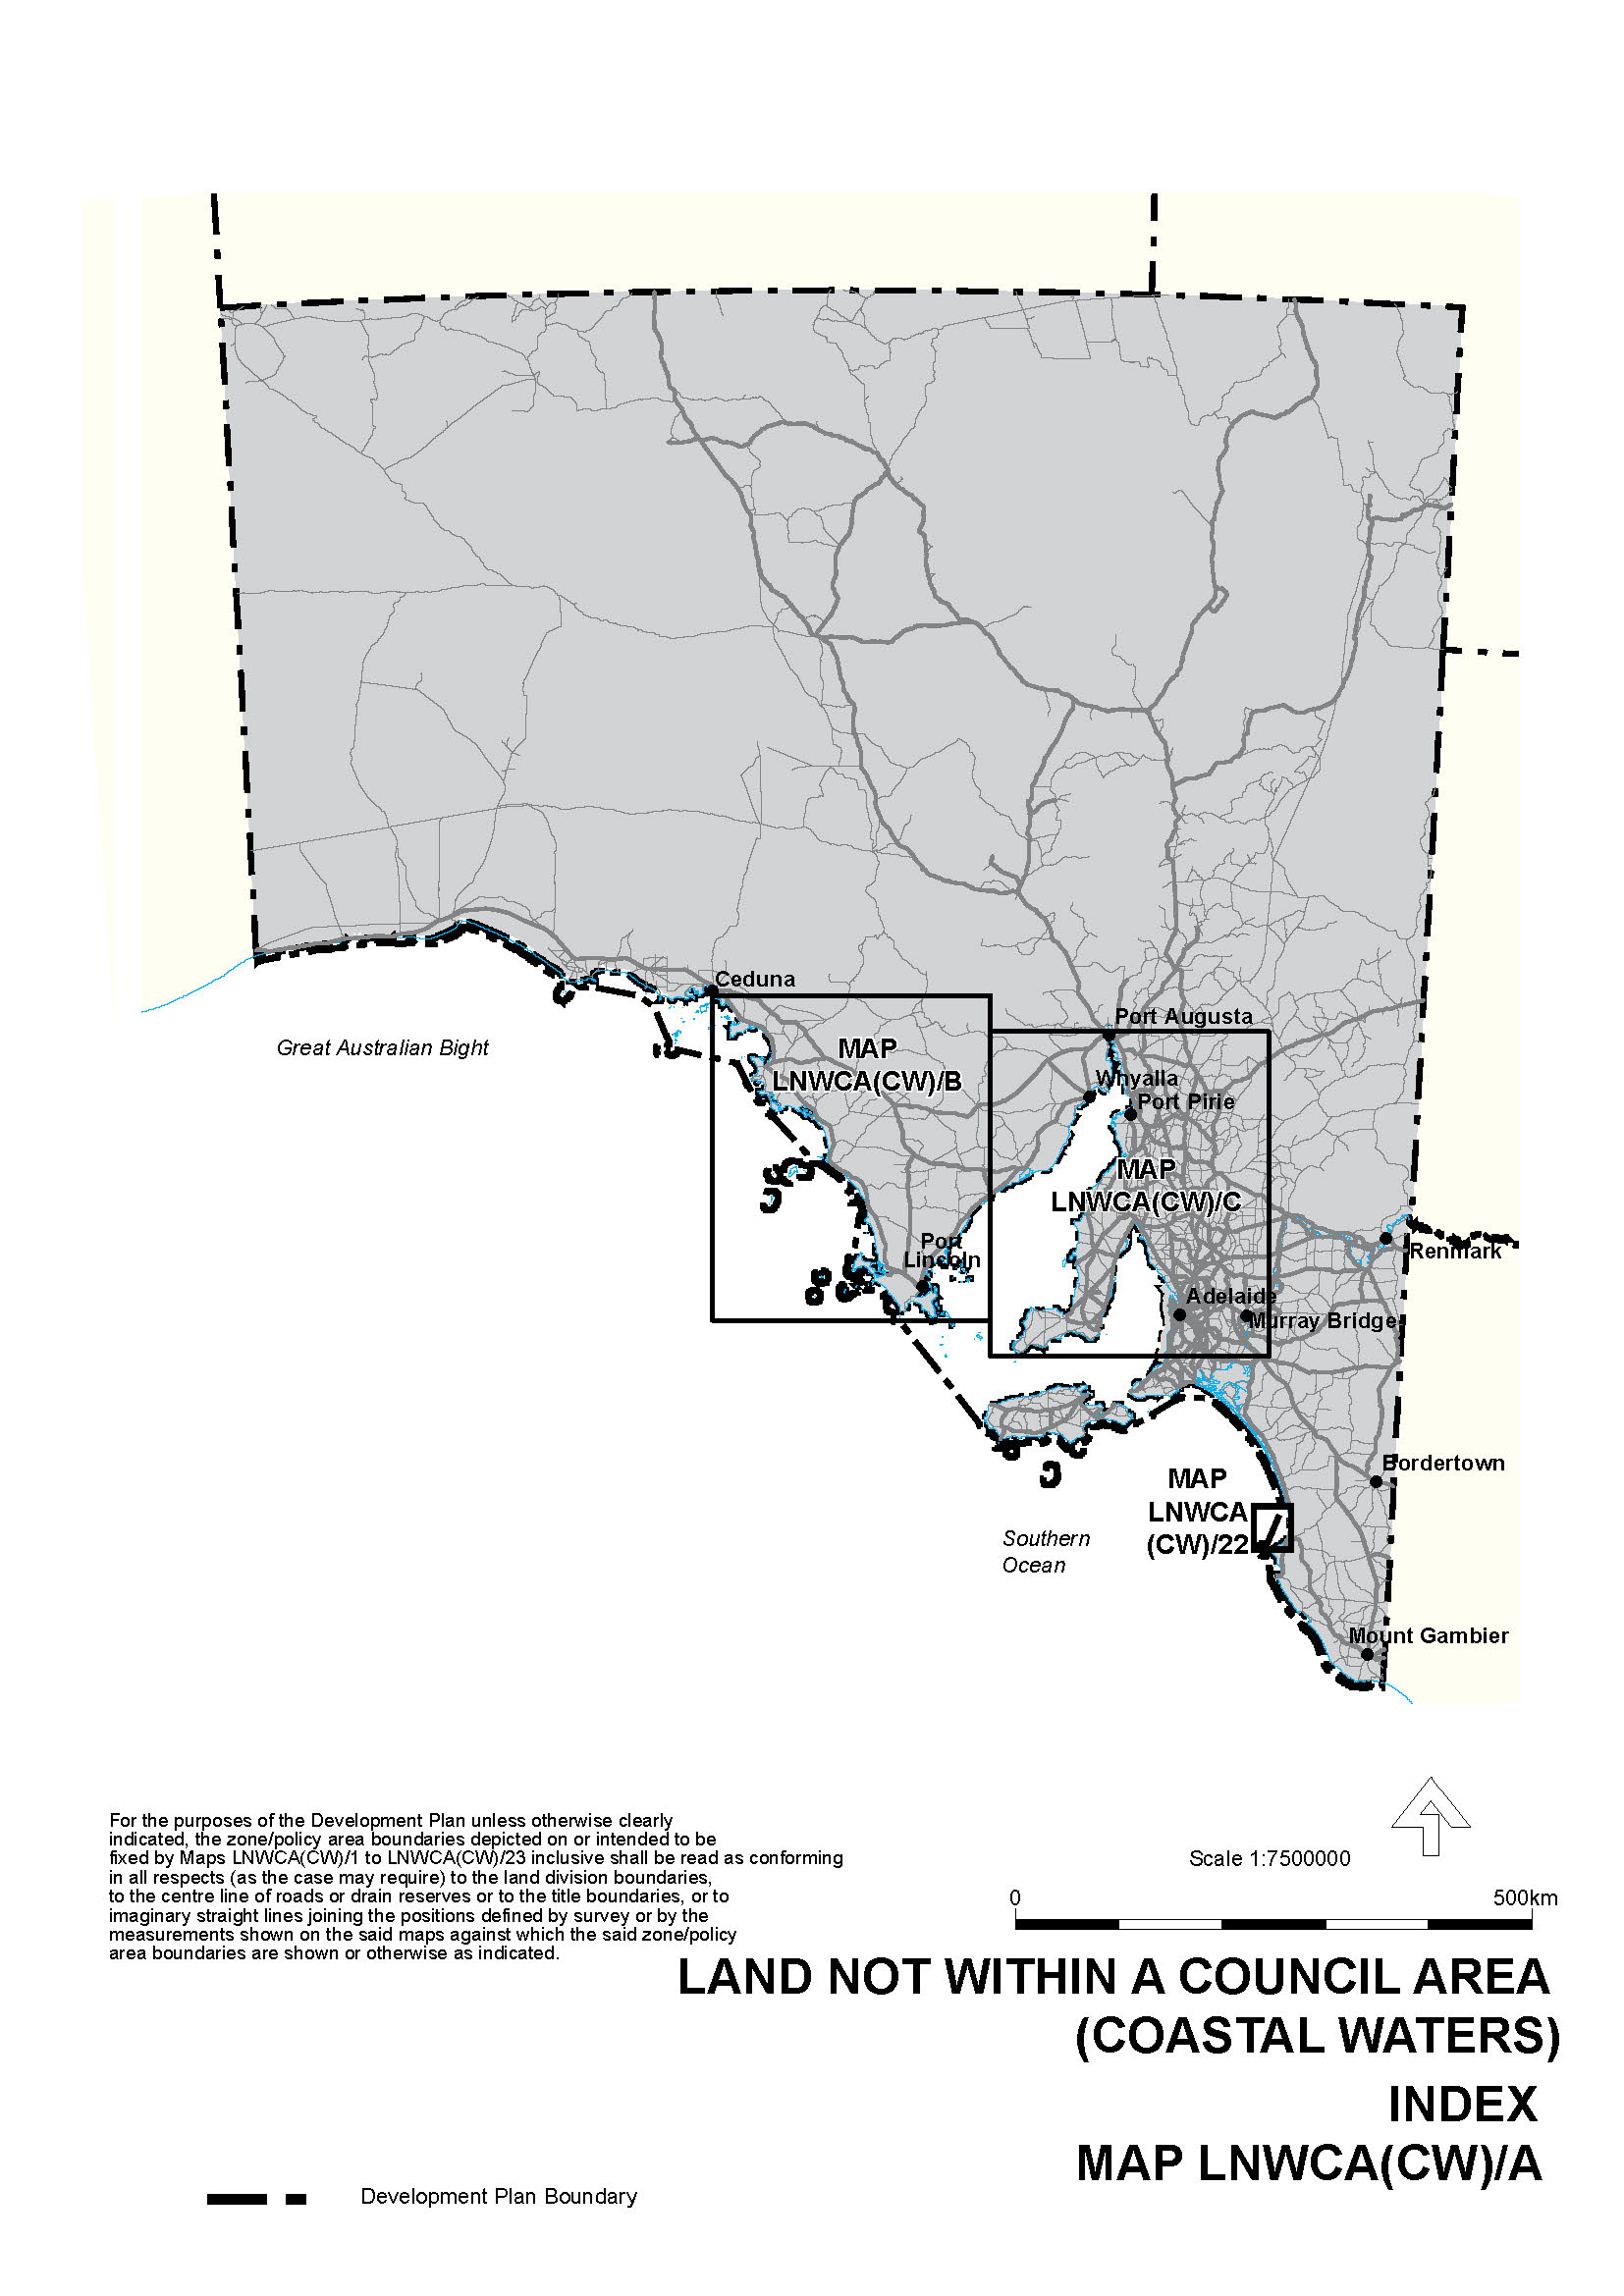 Ceduna
Great Australian Bight
MAP
LNWCA(CW)/B
Port Augusta
Whyalla
Port Pirie
MAP
LNWCA(CW)/C
Port
Lincoln
Renmark
Adelaide
Murray Bridge
Bordertown
MAP
LNWCA
(CW)/22
Southern
Ocean
Mount Gambier
For the purposes of the Development Plan unless otherwise clearly
indicated, the zone/policy area boundaries depicted on or intended to be
fixed by Maps LNWCA(CW)/1 to LNWCA(CW)/23 inclusive shall be read as conforming
in all respects (as the case may require) to the land division boundaries,
to the centre line of roads or drain reserves or to the title boundaries, or to
imaginary straight lines joining the positions defined by survey or by the
measurements shown on the said maps against which the said zone/policy
area boundaries are shown or otherwise as indicated.
Scale 1:7500000
0 500km
LAND NOT WITHIN A COUNCIL AREA
(COASTAL WATERS)
INDEX
MAP LNWCA(CW)/A
Development Plan Boundary